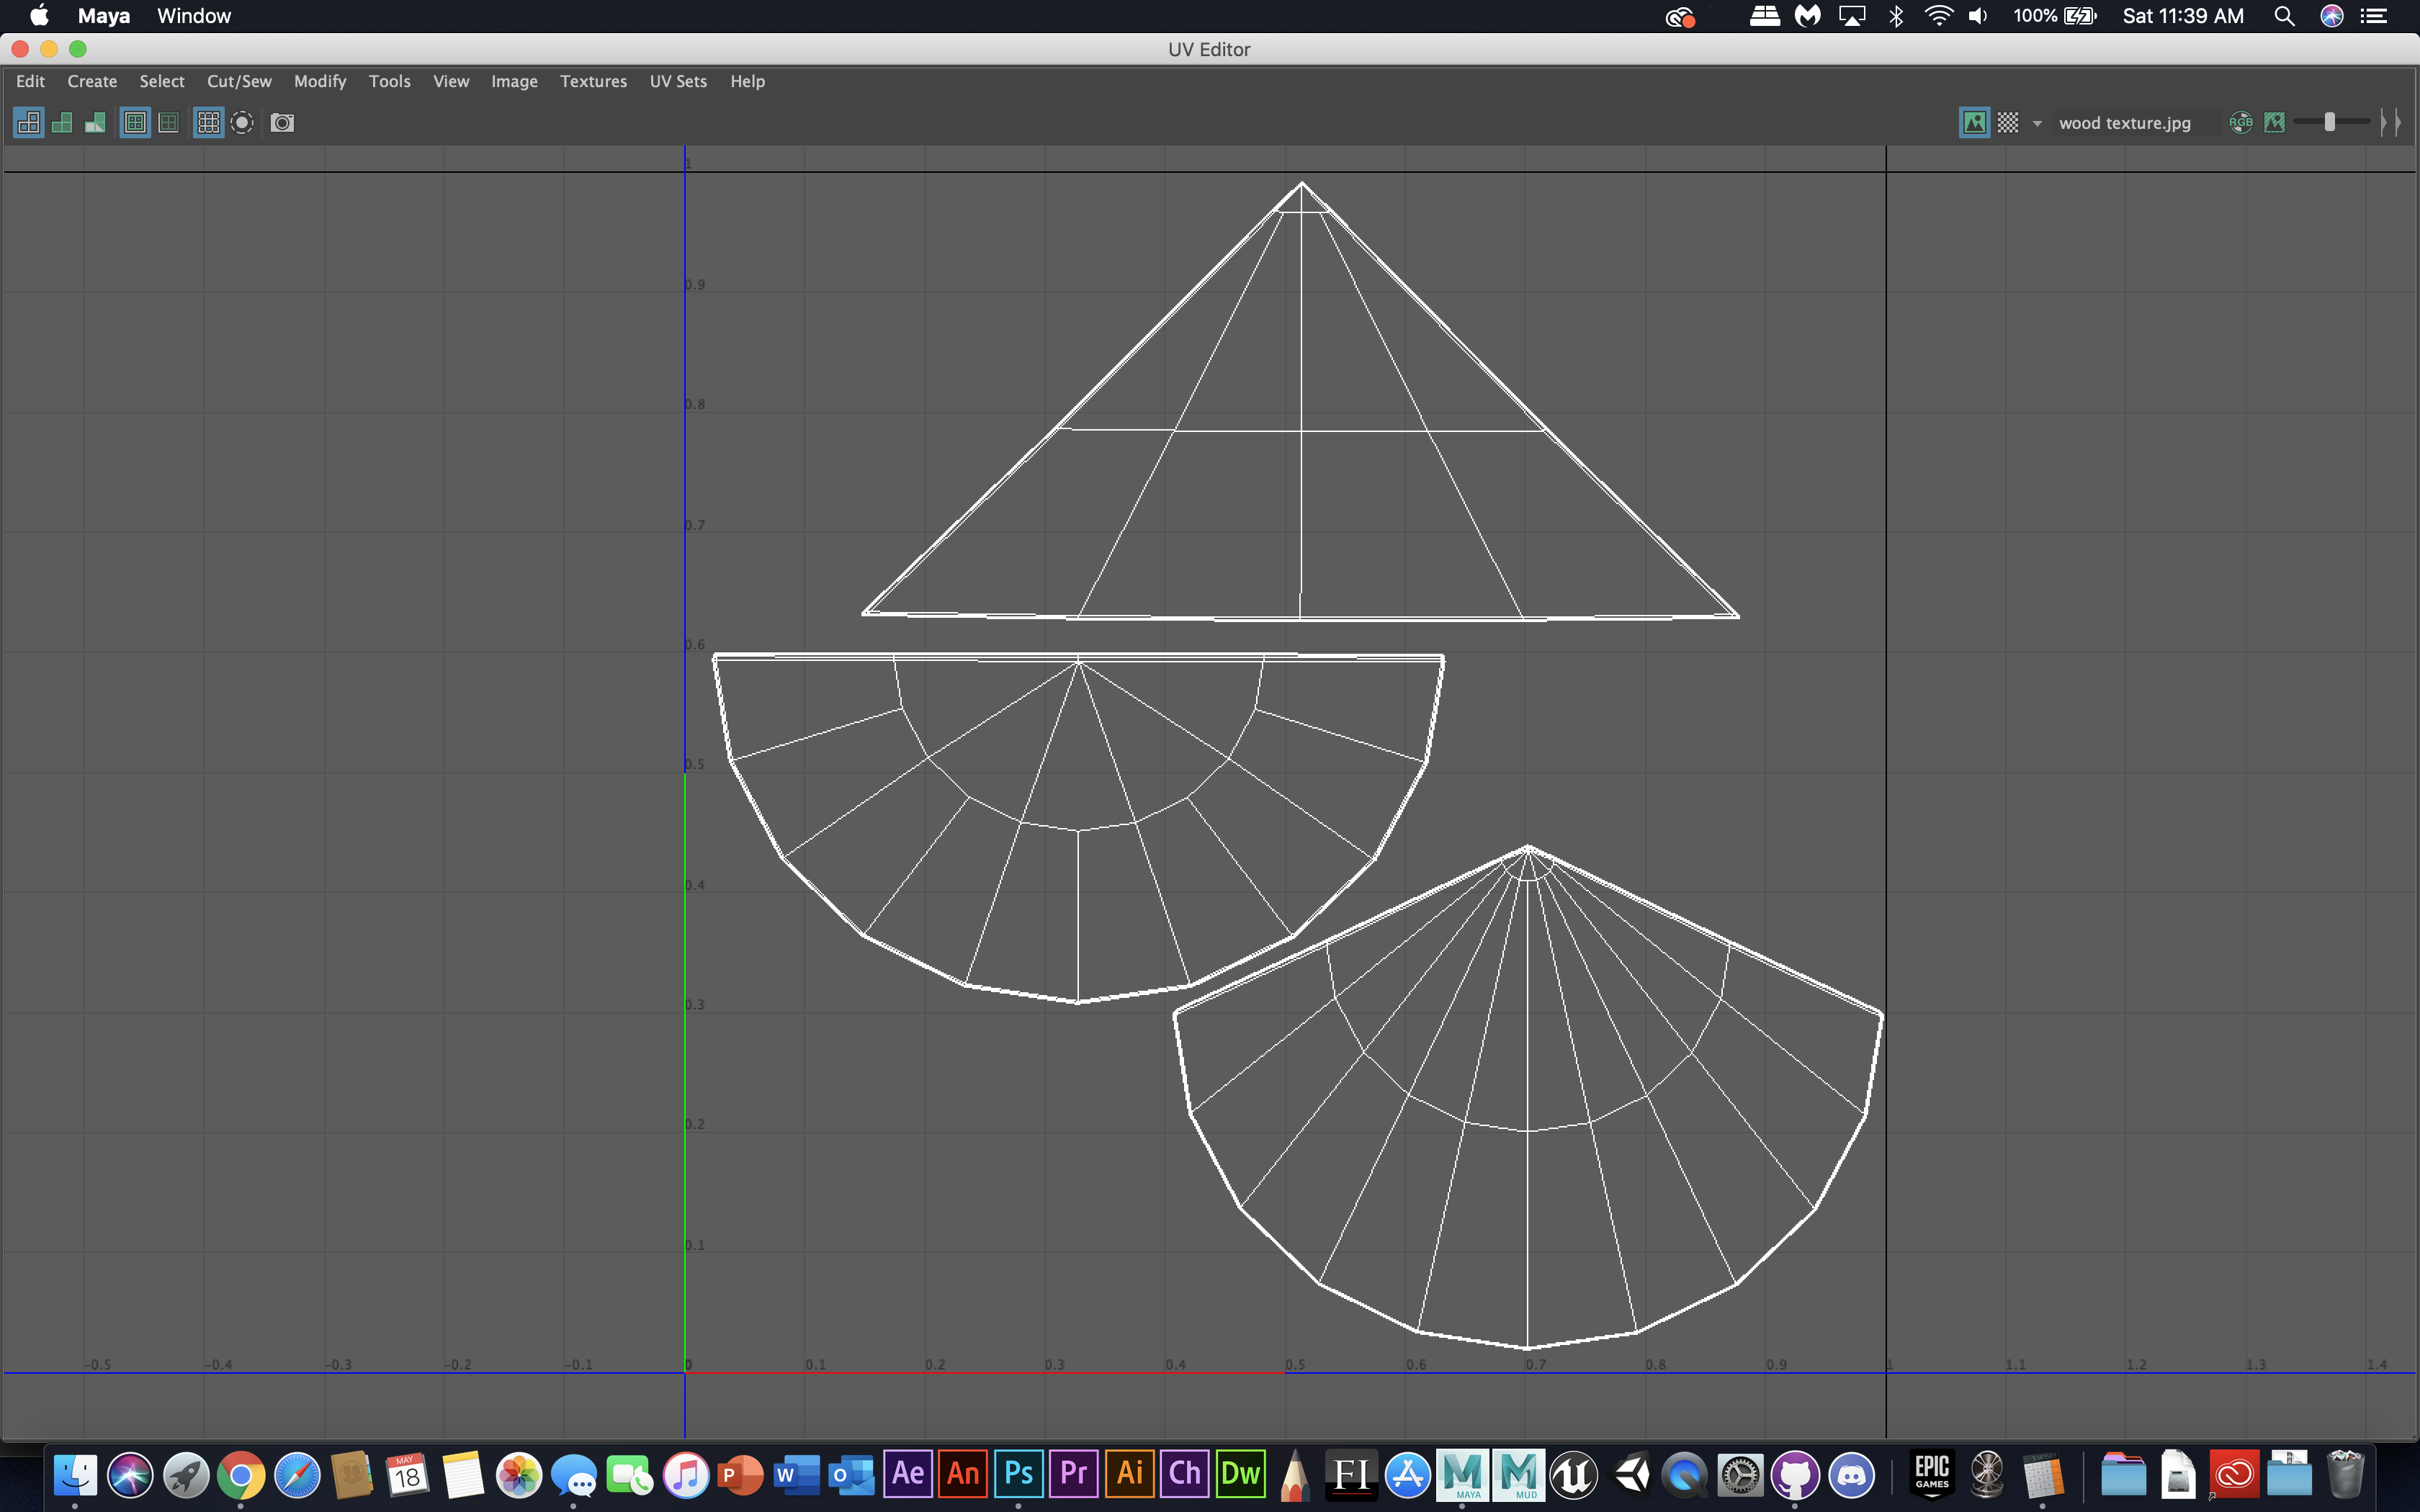 Maya Window 100% Sat 11:39 AM
UV Editor
Edit Create Select Cut/Sew Modify Tools View Image Textures UV Sets Help
wood texture.jpg RGB
1
0.9
0.8
0.7
0.6
0.5
0.4
0.3
0.2
0.1
-0.5 -0.4 -0.3 -0.2 -0.1 0 0.1 0.2 0.3 0.4 0.5 0.6 0.7 0.8 0.9 1 1.1 1.2 1.3 1.4
MAY 18 P W O Ae An Ps Pr Ai Ch Dw FI M MAYA M MUD EPIC GAMES